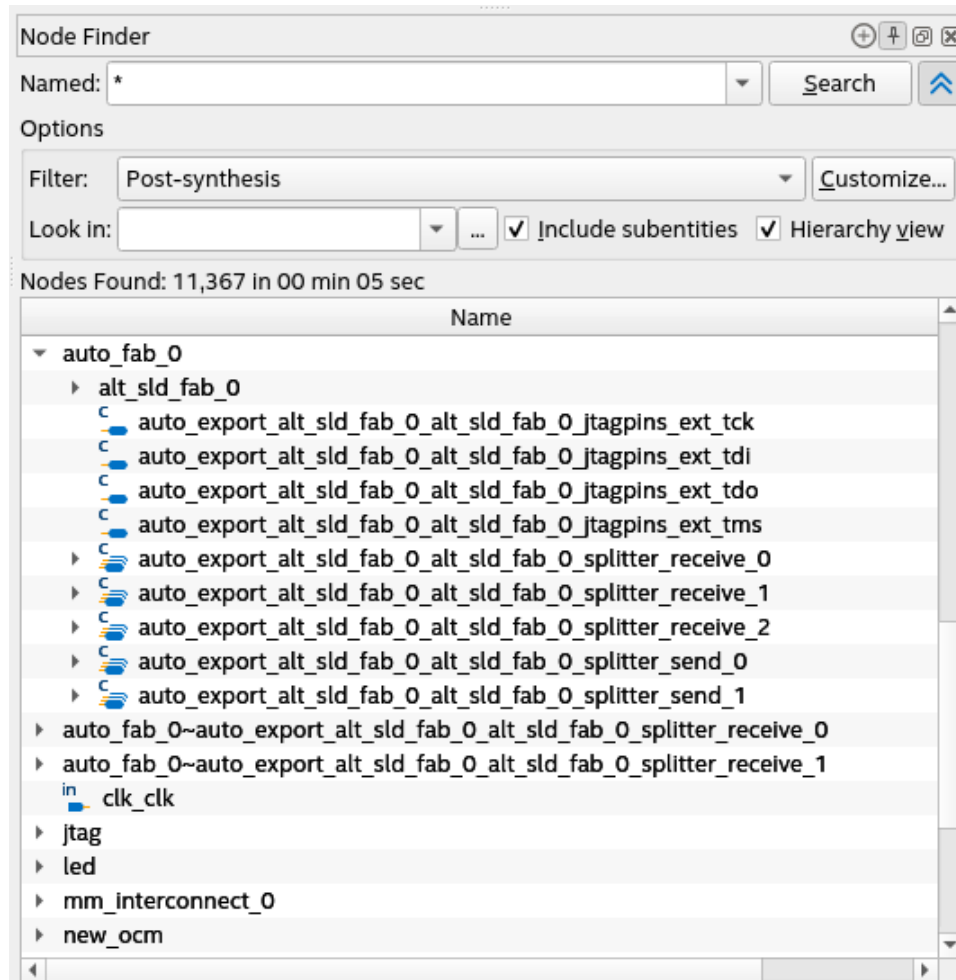 Node Finder
Named: * Search
Options
Filter: Post-synthesis Customize...
Look in: ... Include subentities Hierarchy view
Nodes Found: 11,367 in 00 min 05 sec
Name
auto_fab_0
alt_sld_fab_0
C auto_export_alt_sld_fab_0_alt_sld_fab_0_jtagpins_ext_tck
C auto_export_alt_sld_fab_0_alt_sld_fab_0_jtagpins_ext_tdi
C auto_export_alt_sld_fab_0_alt_sld_fab_0_jtagpins_ext_tdo
C auto_export_alt_sld_fab_0_alt_sld_fab_0_jtagpins_ext_tms
C auto_export_alt_sld_fab_0_alt_sld_fab_0_splitter_receive_0
C auto_export_alt_sld_fab_0_alt_sld_fab_0_splitter_receive_1
C auto_export_alt_sld_fab_0_alt_sld_fab_0_splitter_receive_2
C auto_export_alt_sld_fab_0_alt_sld_fab_0_splitter_send_0
C auto_export_alt_sld_fab_0_alt_sld_fab_0_splitter_send_1
auto_fab_0~auto_export_alt_sld_fab_0_alt_sld_fab_0_splitter_receive_0
auto_fab_0~auto_export_alt_sld_fab_0_alt_sld_fab_0_splitter_receive_1
in clk_clk
jtag
led
mm_interconnect_0
new_ocm